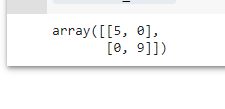 array([[5, 0],
       [0, 9]])